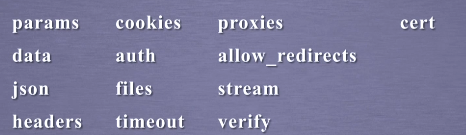 params cookies proxies cert
data auth allow_redirects
json files stream
headers timeout verify